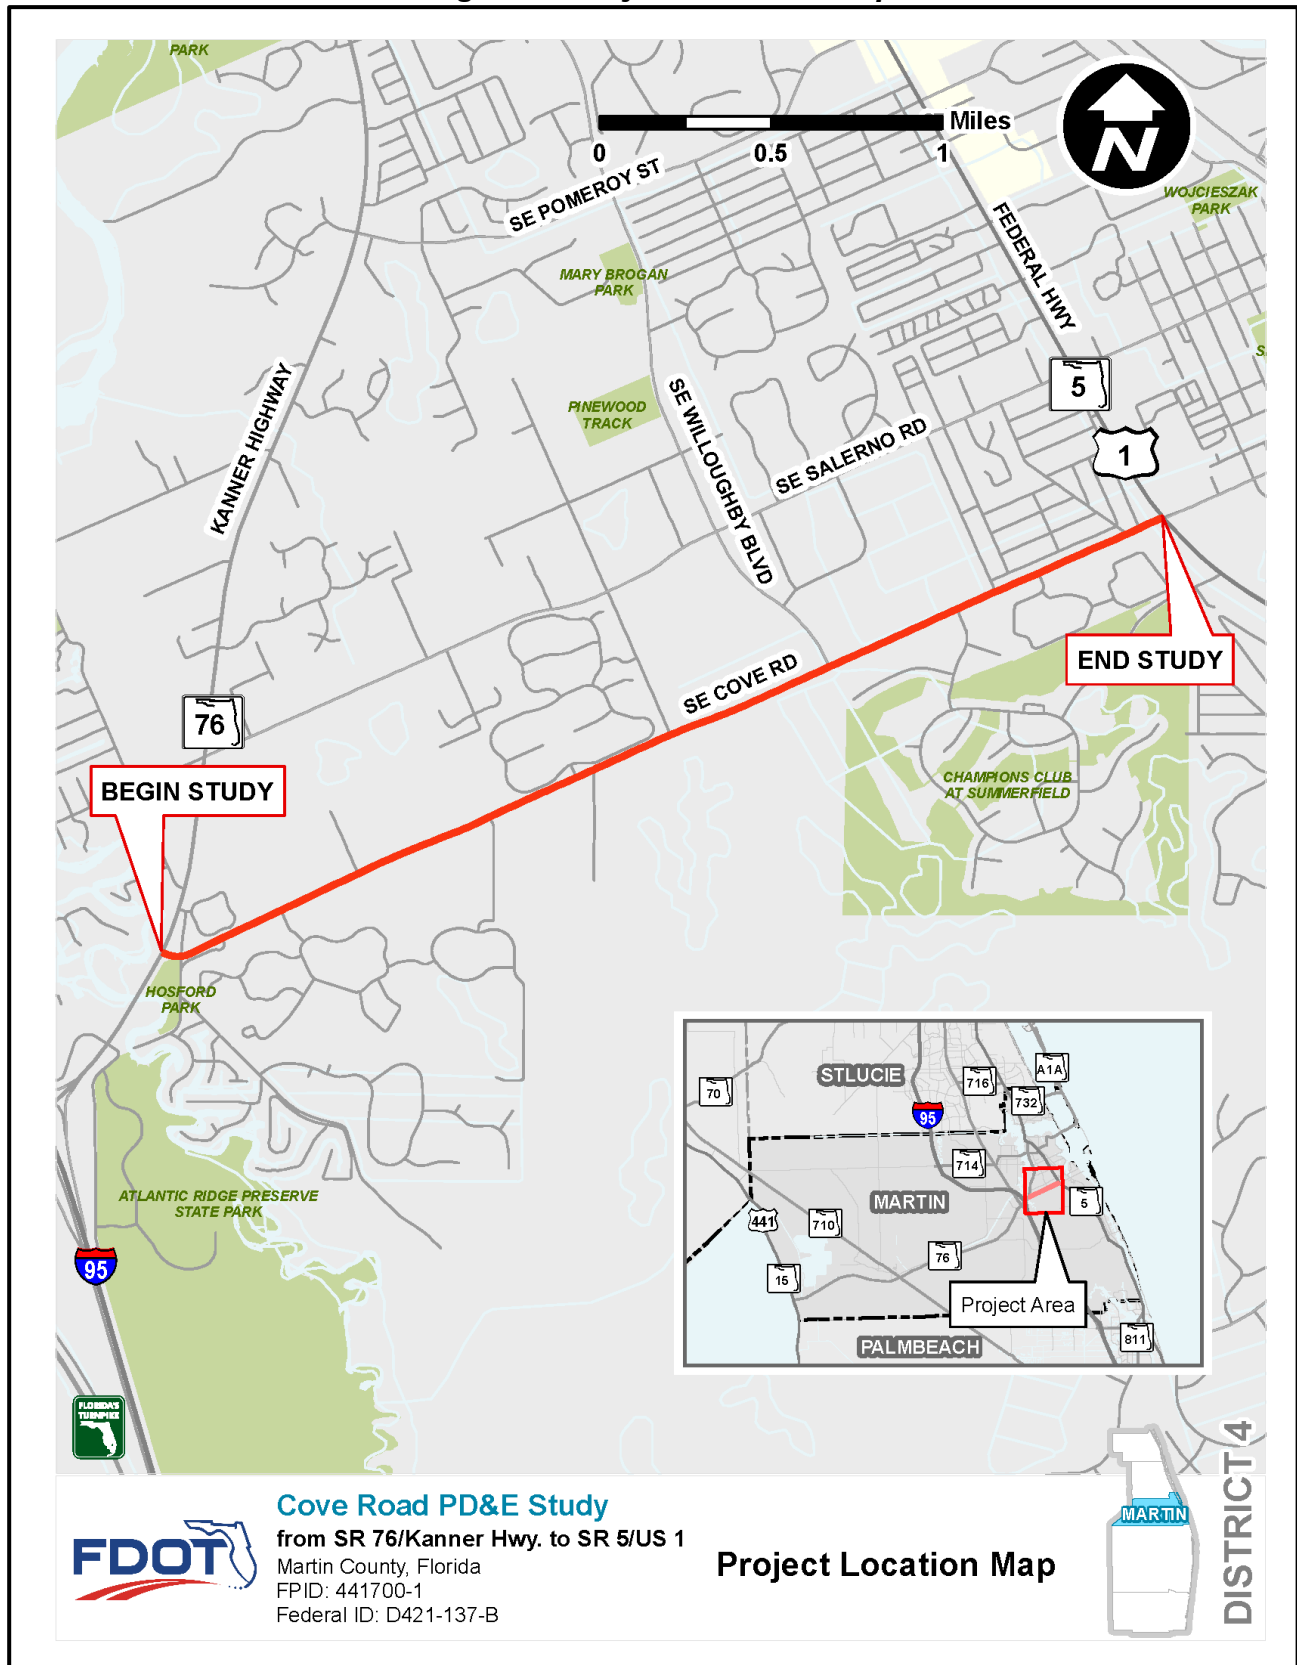 PARK
Miles
0
0.5
1
N
WOJCIESZAK
PARK
SE POMEROY ST
FEDERAL HWY
MARY BROGAN
PARK
KANNER HIGHWAY
5
PINEWOOD
TRACK
SE WILLOUGHBY BLVD
SE SALERNO RD
1
END STUDY
SE COVE RD
76
BEGIN STUDY
CHAMPIONS CLUB
AT SUMMERFIELD
HOSFORD
PARK
ATLANTIC RIDGE PRESERVE
STATE PARK
95
STLUCIE
70
716
A1A
732
95
714
MARTIN
5
441
710
76
15
Project Area
811
PALMBEACH
FLORIDA'S
TURNPIKE
FDOT
Cove Road PD&E Study
from SR 76/Kanner Hwy. to SR 5/US 1
Martin County, Florida
FPID: 441700-1
Federal ID: D421-137-B
Project Location Map
MARTIN
DISTRICT 4